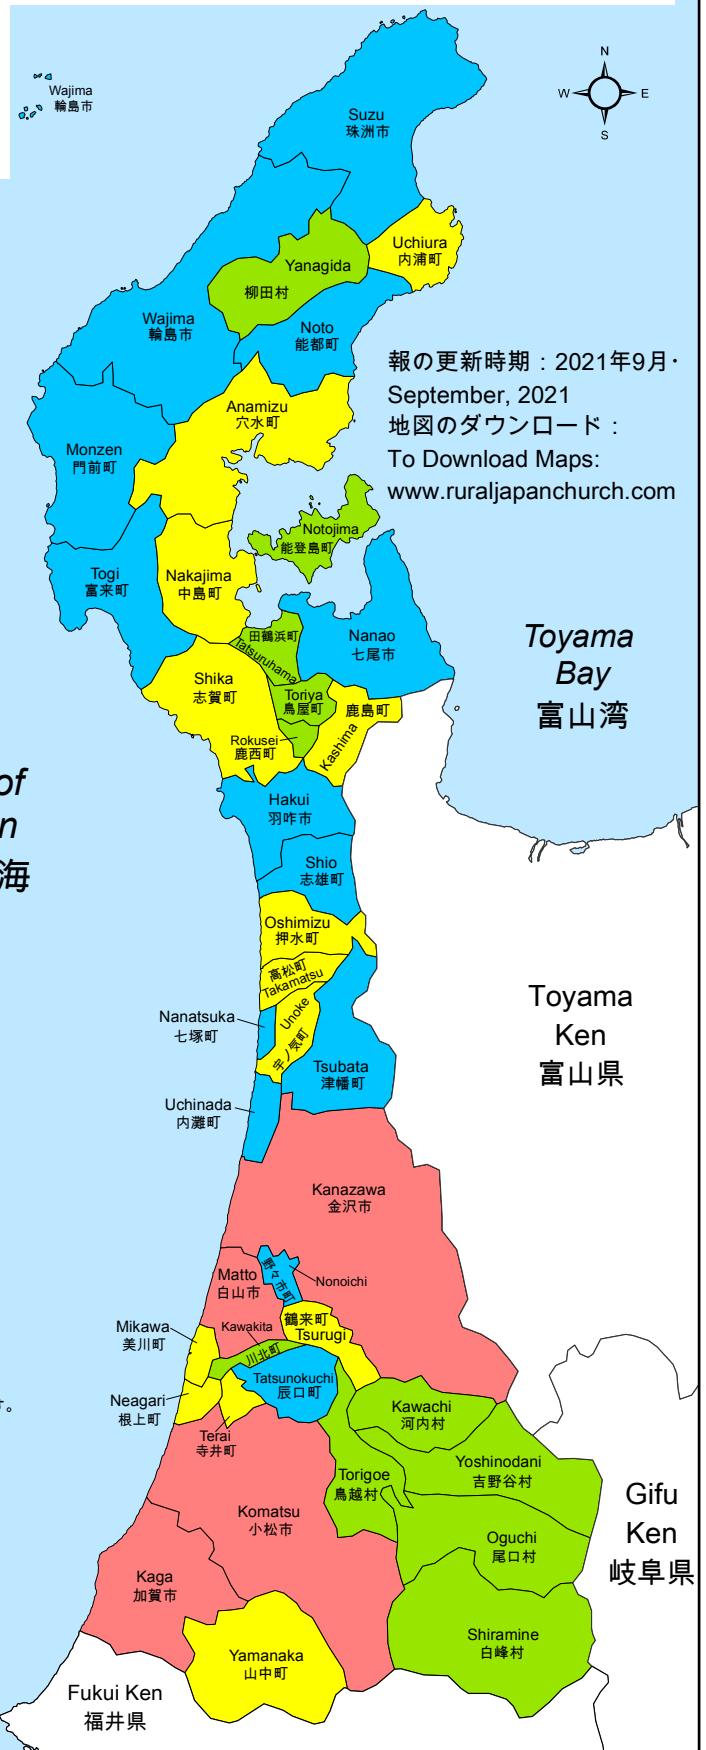 Wajima
輪島市
N
W
E
S
Suzu
珠洲市
Uchiura
内浦町
Yanagida
柳田村
Wajima
輪島市
Noto
能都町
報の更新時期：2021年9月･
September, 2021
地図のダウンロード：
To Download Maps:
www.ruraljapanchurch.com
Anamizu
穴水町
Monzen
門前町
Notojima
能登島町
Togi
富来町
Nakajima
中島町
田鶴浜町
Tatsuruhama
Nanao
七尾市
Toyama
Bay
富山湾
Shika
志賀町
Toriya
鳥屋町
鹿島町
Kashima
Rokusei
鹿西町
of
n
海
Hakui
羽咋市
Shio
志雄町
Oshimizu
押水町
高松町
Takamatsu
Nanatsuka
七塚町
Unoke
宇ノ気町
Toyama
Ken
富山県
Tsubata
津幡町
Uchinada
内灘町
Kanazawa
金沢市
Matto
白山市
野々市町
Nonoichi
Mikawa
美川町
Kawakita
川北町
鶴来町
Tsurugi
Tatsunokuchi
辰口町
Neagari
根上町
す。
Terai
寺井町
Kawachi
河内村
Yoshinodani
吉野谷村
Torigoe
鳥越村
Gifu
Ken
岐阜県
Komatsu
小松市
Oguchi
尾口村
Kaga
加賀市
Shiramine
白峰村
Yamanaka
山中町
Fukui Ken
福井県